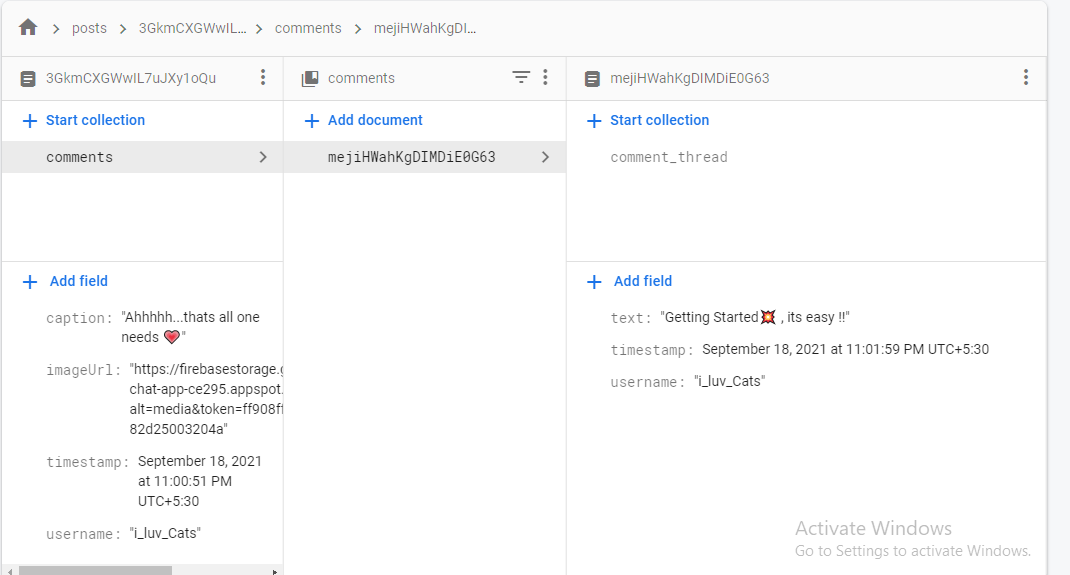 posts 3GkmCXGWwIL... comments mejiHWahKgDI...
3GkmCXGWwIL7uJXy1oQu
Start collection
comments
Add field
caption: "Ahhhhh...thats all one
needs 💗"
imageUrl: "https://firebasestorage.g
chat-app-ce295.appspot.
alt=media&token=ff908ff
82d25003204a"
timestamp: September 18, 2021
at 11:00:51 PM
UTC+5:30
username: "i_luv_Cats"
comments
Add document
mejiHWahKgDIMDiE0G63
mejiHWahKgDIMDiE0G63
Start collection
comment_thread
Add field
text: "Getting Started💥 , its easy !!"
timestamp: September 18, 2021 at 11:01:59 PM UTC+5:30
username: "i_luv_Cats"
Activate Windows
Go to Settings to activate Windows.